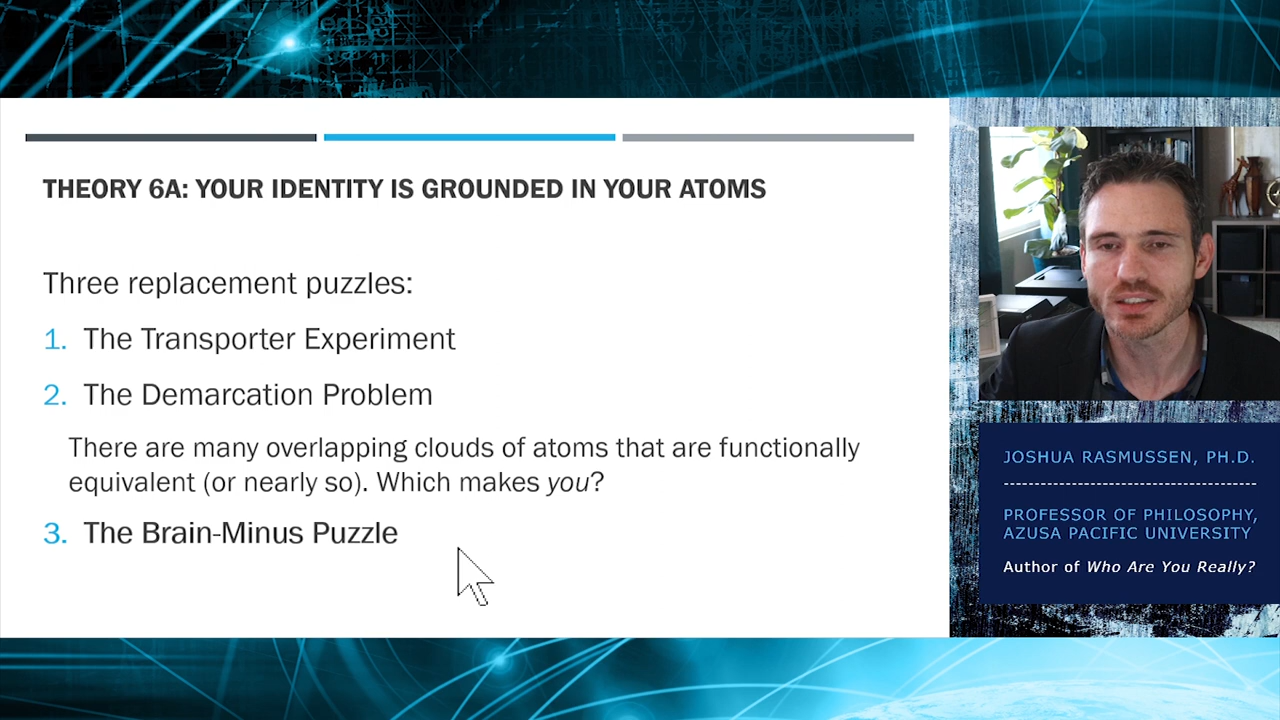 THEORY 6A: YOUR IDENTITY IS GROUNDED IN YOUR ATOMS
Three replacement puzzles:
1. The Transporter Experiment
2. The Demarcation Problem
There are many overlapping clouds of atoms that are functionally
equivalent (or nearly so). Which makes you?
3. The Brain-Minus Puzzle
JOSHUA RASMUSSEN, PH.D.
------------------------------------------
PROFESSOR OF PHILOSOPHY,
AZUSA PACIFIC UNIVERSITY
Author of Who Are You Really?